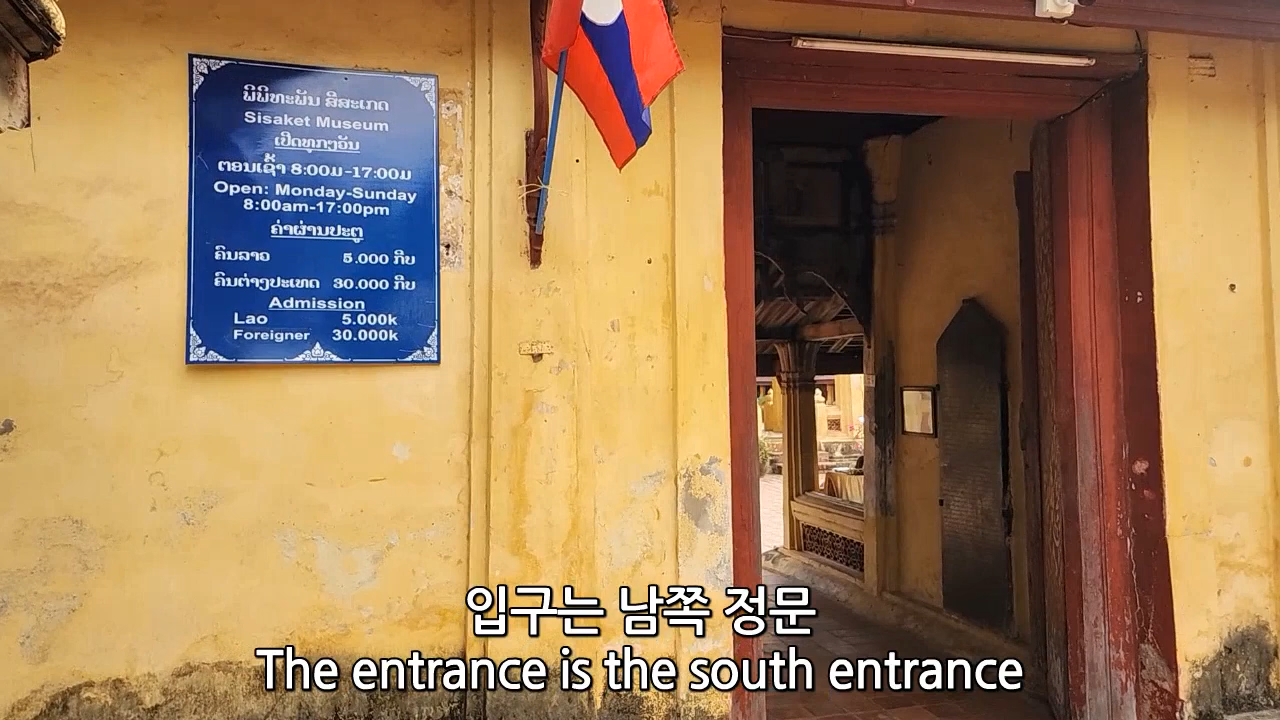 ພິພິທະພັນ ສີສະເກດ
Sisaket Museum
ເປີດທຸກໆວັນ
ຕອນເຊົ້າ 8:00ມ-17:00ມ
Open: Monday-Sunday
8:00am-17:00pm
ຄ່າຜ່ານປະຕູ
ຄົນລາວ 5.000 ກີບ
ຄົນຕ່າງປະເທດ 30.000 ກີບ
Admission
Lao 5.000k
Foreigner 30.000k
입구는 남쪽 정문
The entrance is the south entrance